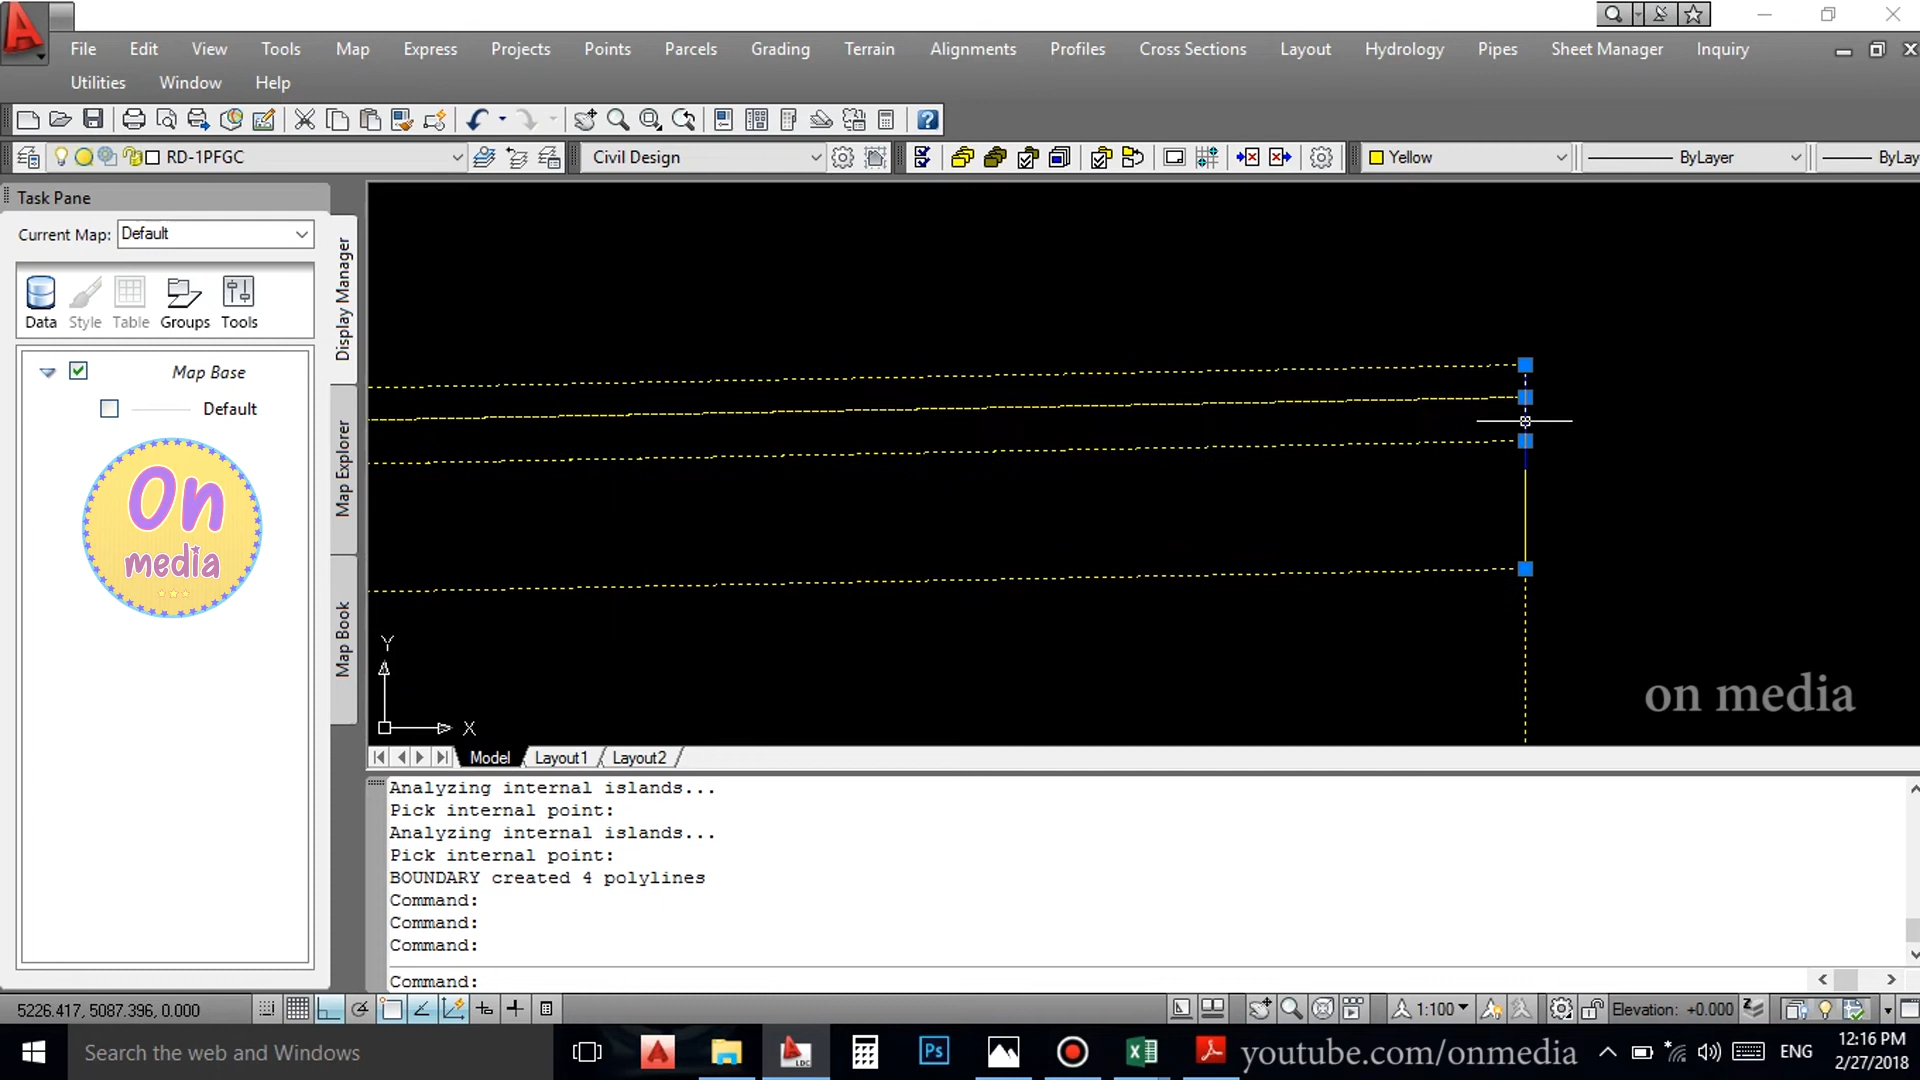 File Edit View Tools Map Express Projects Points Parcels Grading Terrain Alignments Profiles Cross Sections Layout Hydrology Pipes Sheet Manager Inquiry
Utilities Window Help
RD-1PFGC Civil Design Yellow ByLayer ByLay
Task Pane
Current Map: Default
Data Style Table Groups Tools
Display Manager
Map Explorer
Map Book
Map Base
Default
On
media
Y
X
on media
Model Layout1 Layout2
Analyzing internal islands...
Pick internal point:
Analyzing internal islands...
Pick internal point:
BOUNDARY created 4 polylines
Command:
Command:
Command:
Command:
5226.417, 5087.396, 0.000 1:100 Elevation: +0.000
Search the web and Windows LDC Ps youtube.com/onmedia ENG 12:16 PM
2/27/2018